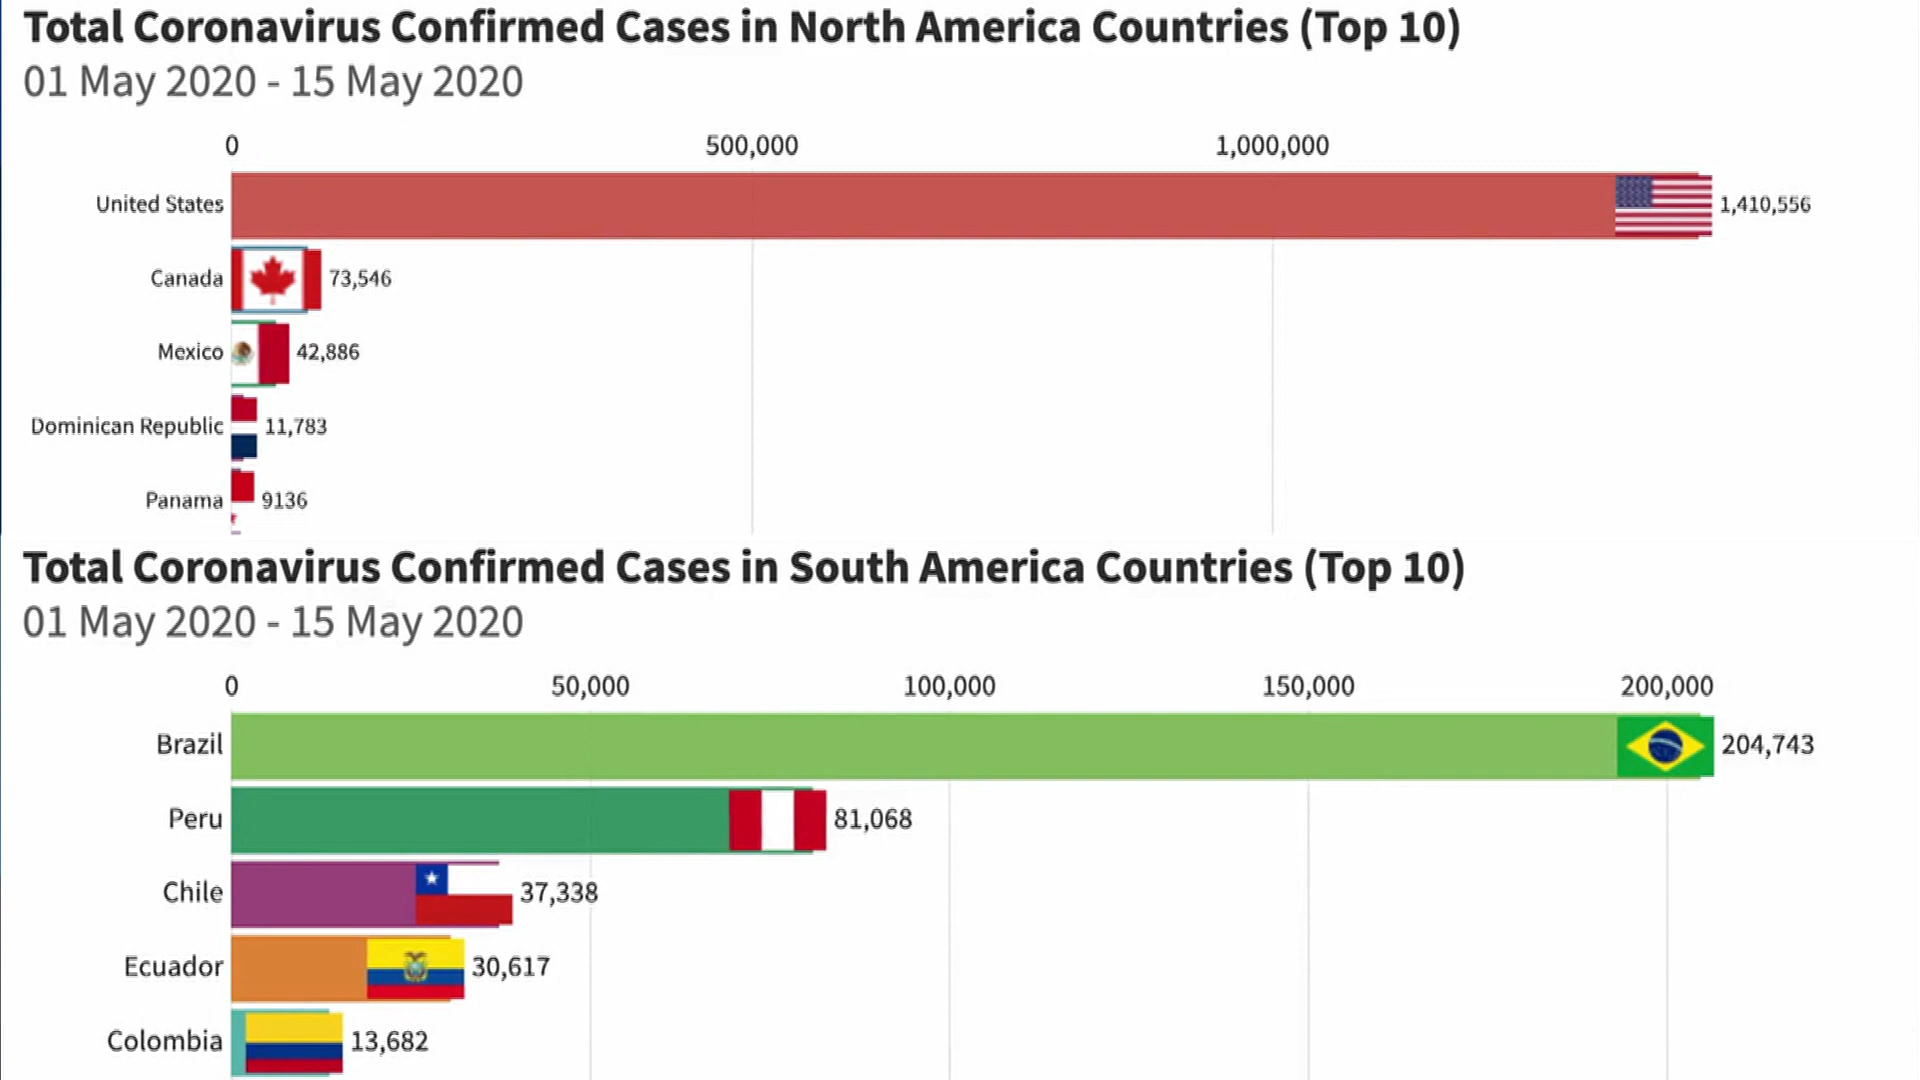 Total Coronavirus Confirmed Cases in North America Countries (Top 10)
01 May 2020 - 15 May 2020
0 500,000 1,000,000
United States 1,410,556
Canada 73,546
Mexico 42,886
Dominican Republic 11,783
Panama 9136
Total Coronavirus Confirmed Cases in South America Countries (Top 10)
01 May 2020 - 15 May 2020
0 50,000 100,000 150,000 200,000
Brazil 204,743
Peru 81,068
Chile 37,338
Ecuador 30,617
Colombia 13,682